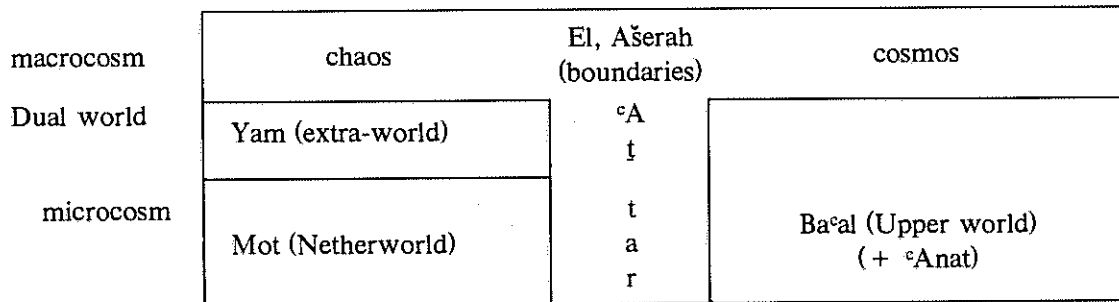 macrocosm
chaos
El, Ašerah
(boundaries)
cosmos
Dual world
Yam (extra-world)
ᶜA
ṯ
microcosm
Mot (Netherworld)
t
a
r
Baᶜal (Upper world)
( + ᶜAnat)